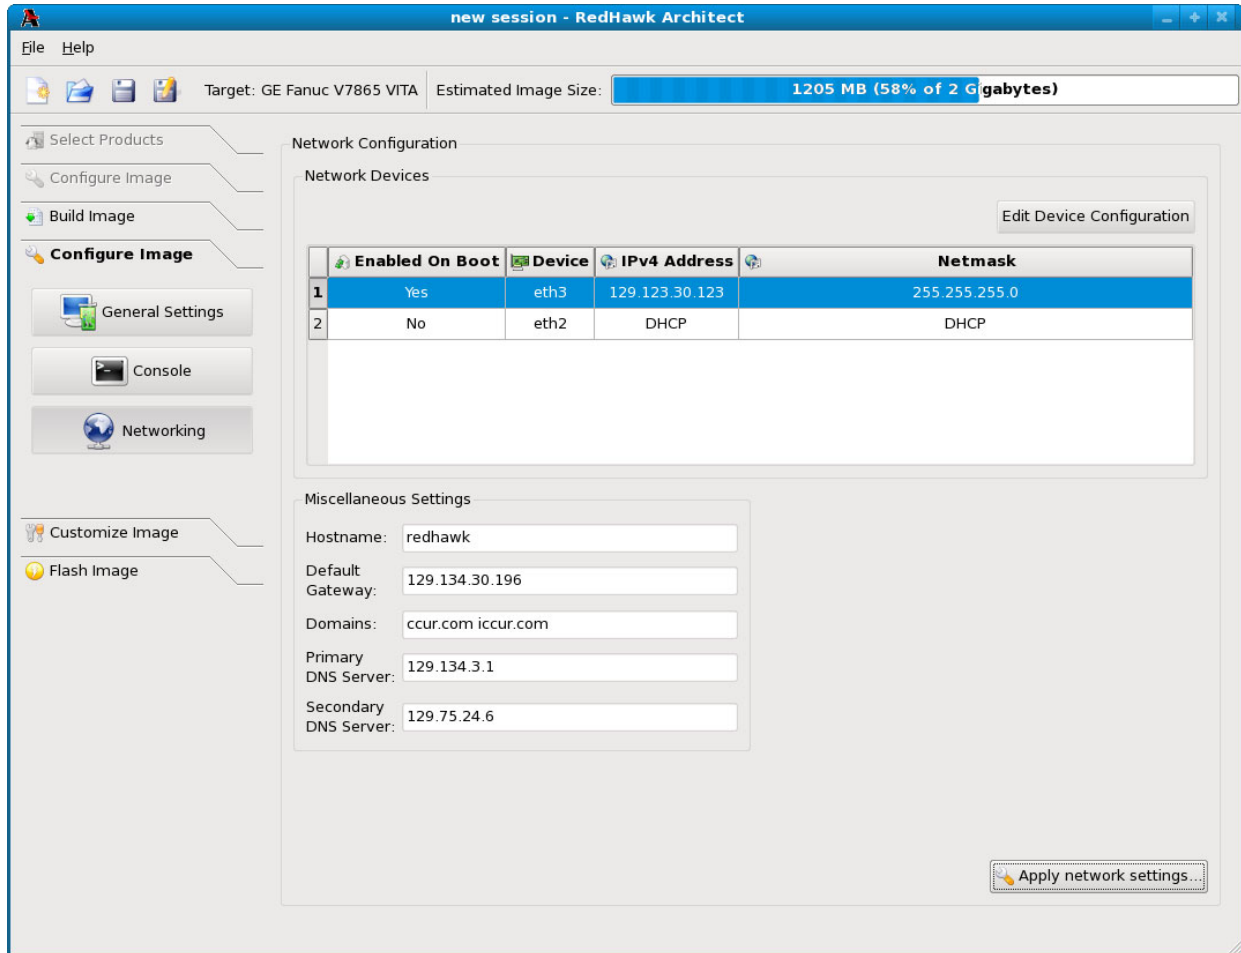 new session - RedHawk Architect
File Help
Target: GE Fanuc V7865 VITA Estimated Image Size: 1205 MB (58% of 2 Gigabytes)
Select Products
Configure Image
Build Image
Configure Image
General Settings
Console
Networking
Customize Image
Flash Image
Network Configuration
Network Devices
Edit Device Configuration
Enabled On Boot Device IPv4 Address Netmask
1 Yes eth3 129.123.30.123 255.255.255.0
2 No eth2 DHCP DHCP
Miscellaneous Settings
Hostname: redhawk
Default
Gateway: 129.134.30.196
Domains: ccur.com iccur.com
Primary
DNS Server: 129.134.3.1
Secondary
DNS Server: 129.75.24.6
Apply network settings...